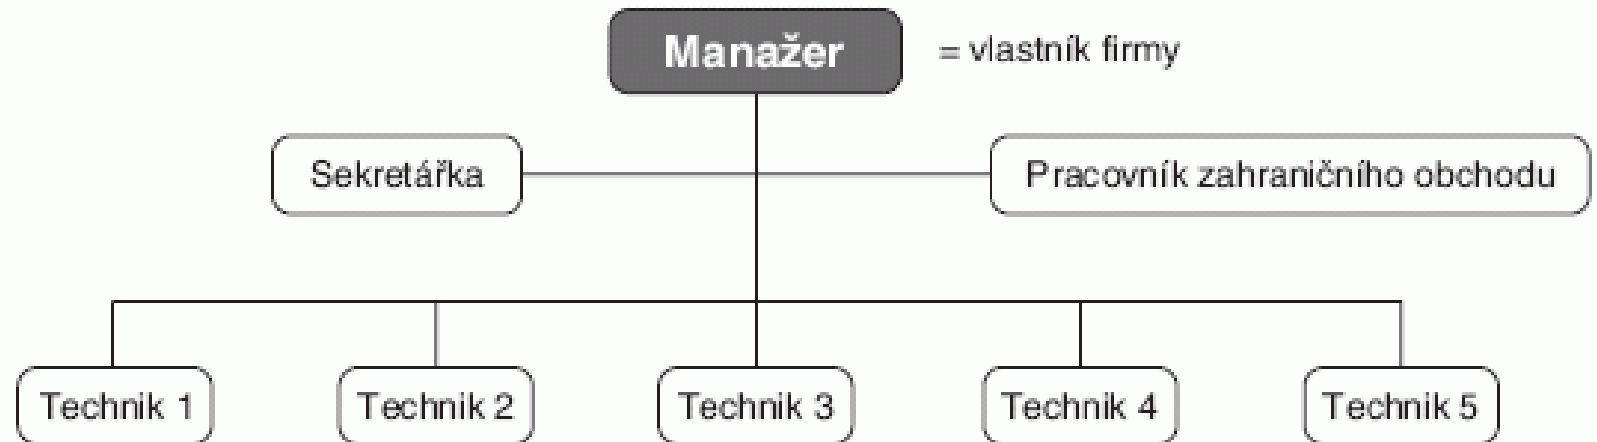 Manažer = vlastník firmy
Sekretářka Pracovník zahraničního obchodu
Technik 1 Technik 2 Technik 3 Technik 4 Technik 5